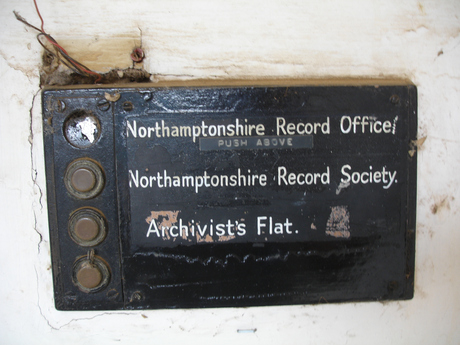 Northamptonshire Record Office,
PUSH ABOVE
Northamptonshire Record Society.
Archivist's Flat.